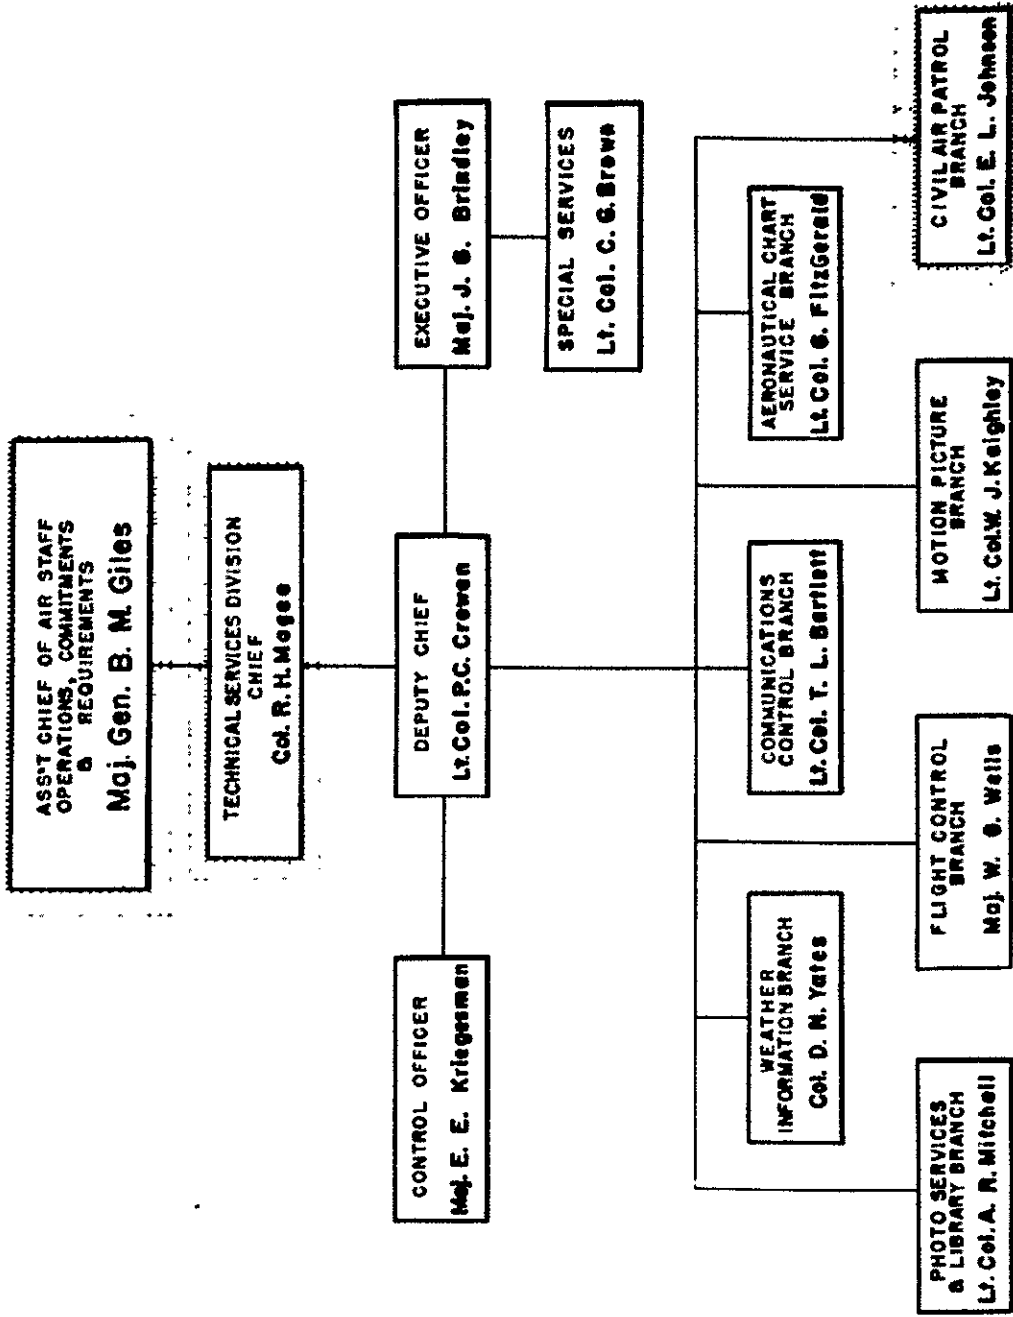 ASS'T CHIEF OF AIR STAFF
OPERATIONS, COMMITMENTS
& REQUIREMENTS
Maj. Gen. B. M. Giles
TECHNICAL SERVICES DIVISION
CHIEF
Col. R. H. Magee
CONTROL OFFICER
Maj. E. E. Kriegesman
DEPUTY CHIEF
Lt. Col. P. C. Crewen
EXECUTIVE OFFICER
Maj. J. G. Brindley
SPECIAL SERVICES
Lt. Col. C. G. Brown
WEATHER
INFORMATION BRANCH
Col. D. N. Yates
COMMUNICATIONS
CONTROL BRANCH
Lt. Col. T. L. Bartlett
AERONAUTICAL CHART
SERVICE BRANCH
Lt. Col. G. FitzGerald
PHOTO SERVICES
& LIBRARY BRANCH
Lt. Col. A. R. Mitchell
FLIGHT CONTROL
BRANCH
Maj. W. G. Wells
MOTION PICTURE
BRANCH
Lt. Col. W. J. Keighley
CIVIL AIR PATROL
BRANCH
Lt. Col. E. L. Johnson